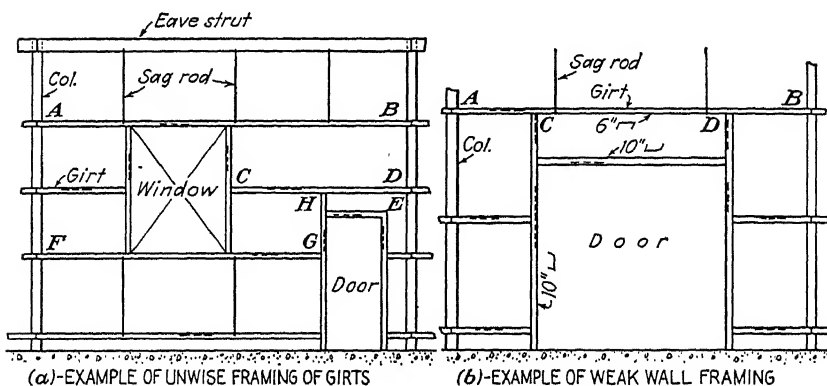 Eave strut
Col.
Sag rod
A
B
Girt
Window
C
D
H
E
F
G
Door
(a)-EXAMPLE OF UNWISE FRAMING OF GIRTS
Sag rod
Girt
A
B
C
6"
D
10"
Col.
Door
10"
(b)-EXAMPLE OF WEAK WALL FRAMING